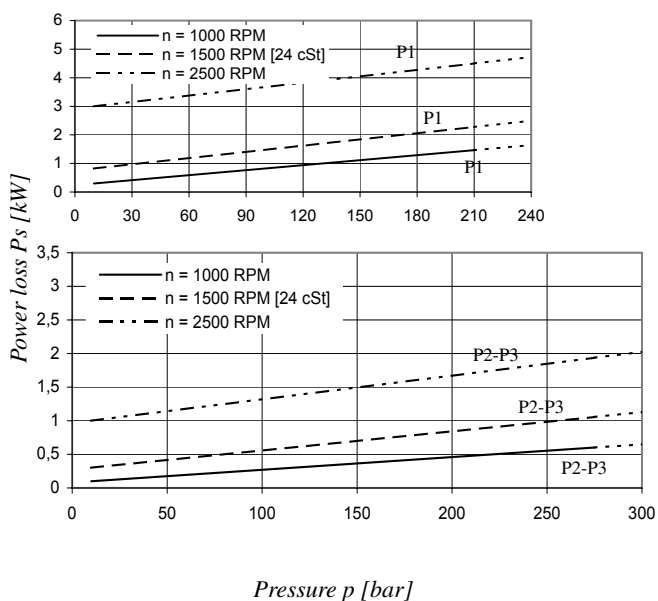 6
5
4
3
2
1
0
n = 1000 RPM
n = 1500 RPM [24 cSt]
n = 2500 RPM
P1
P1
P1
0 30 60 90 120 150 180 210 240
Power loss Ps [kW]
3,5
3
2,5
2
1,5
1
0,5
0
n = 1000 RPM
n = 1500 RPM [24 cSt]
n = 2500 RPM
P2-P3
P2-P3
P2-P3
0 50 100 150 200 250 300
Pressure p [bar]